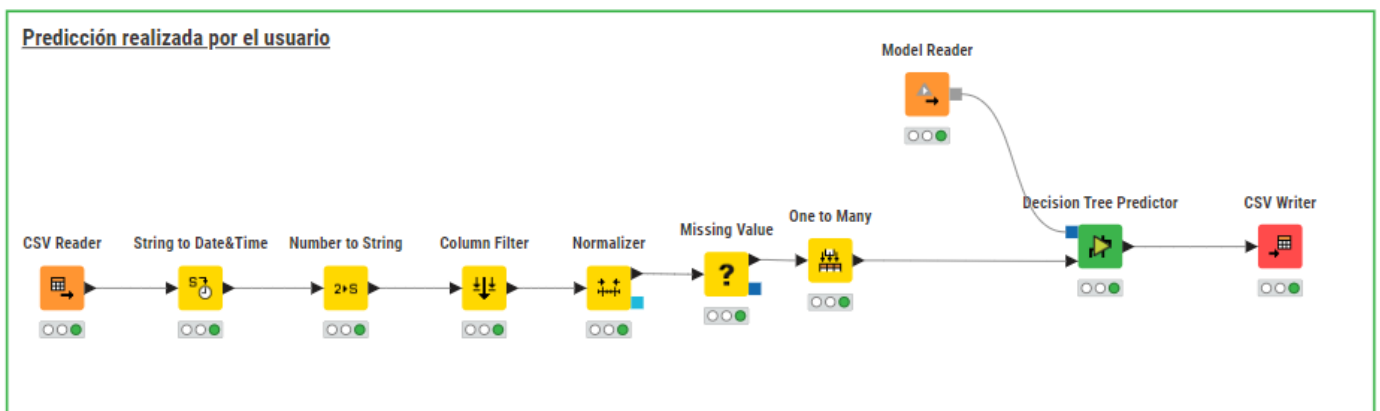 Predicción realizada por el usuario
Model Reader
CSV Reader
String to Date&Time
Number to String
Column Filter
Normalizer
Missing Value
One to Many
Decision Tree Predictor
CSV Writer
S
2▸S
?